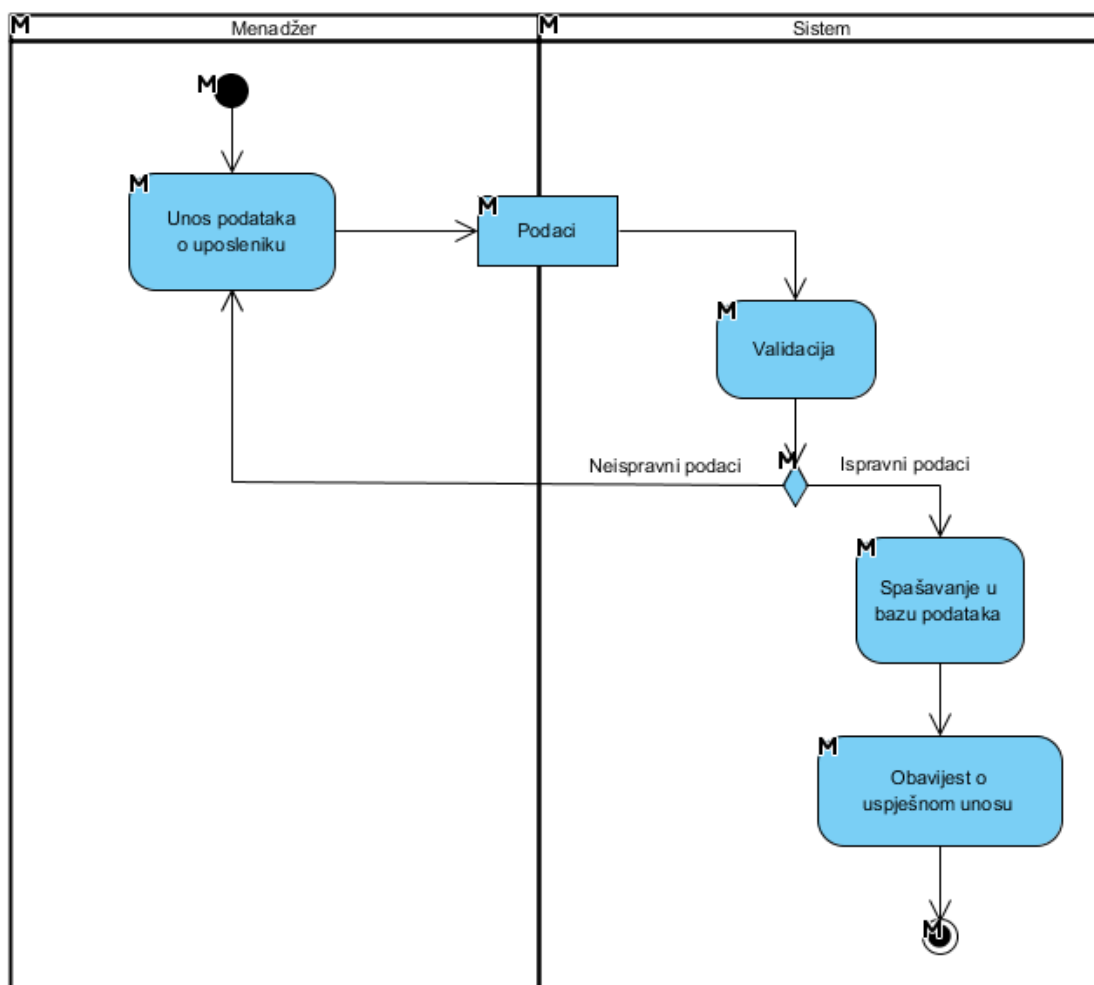 M Menadžer M Sistem
M
M
Unos podataka
o uposleniku
M
Podaci
M
Validacija
M
Neispravni podaci
Ispravni podaci
M
Spašavanje u
bazu podataka
M
Obavijest o
uspješnom unosu
M